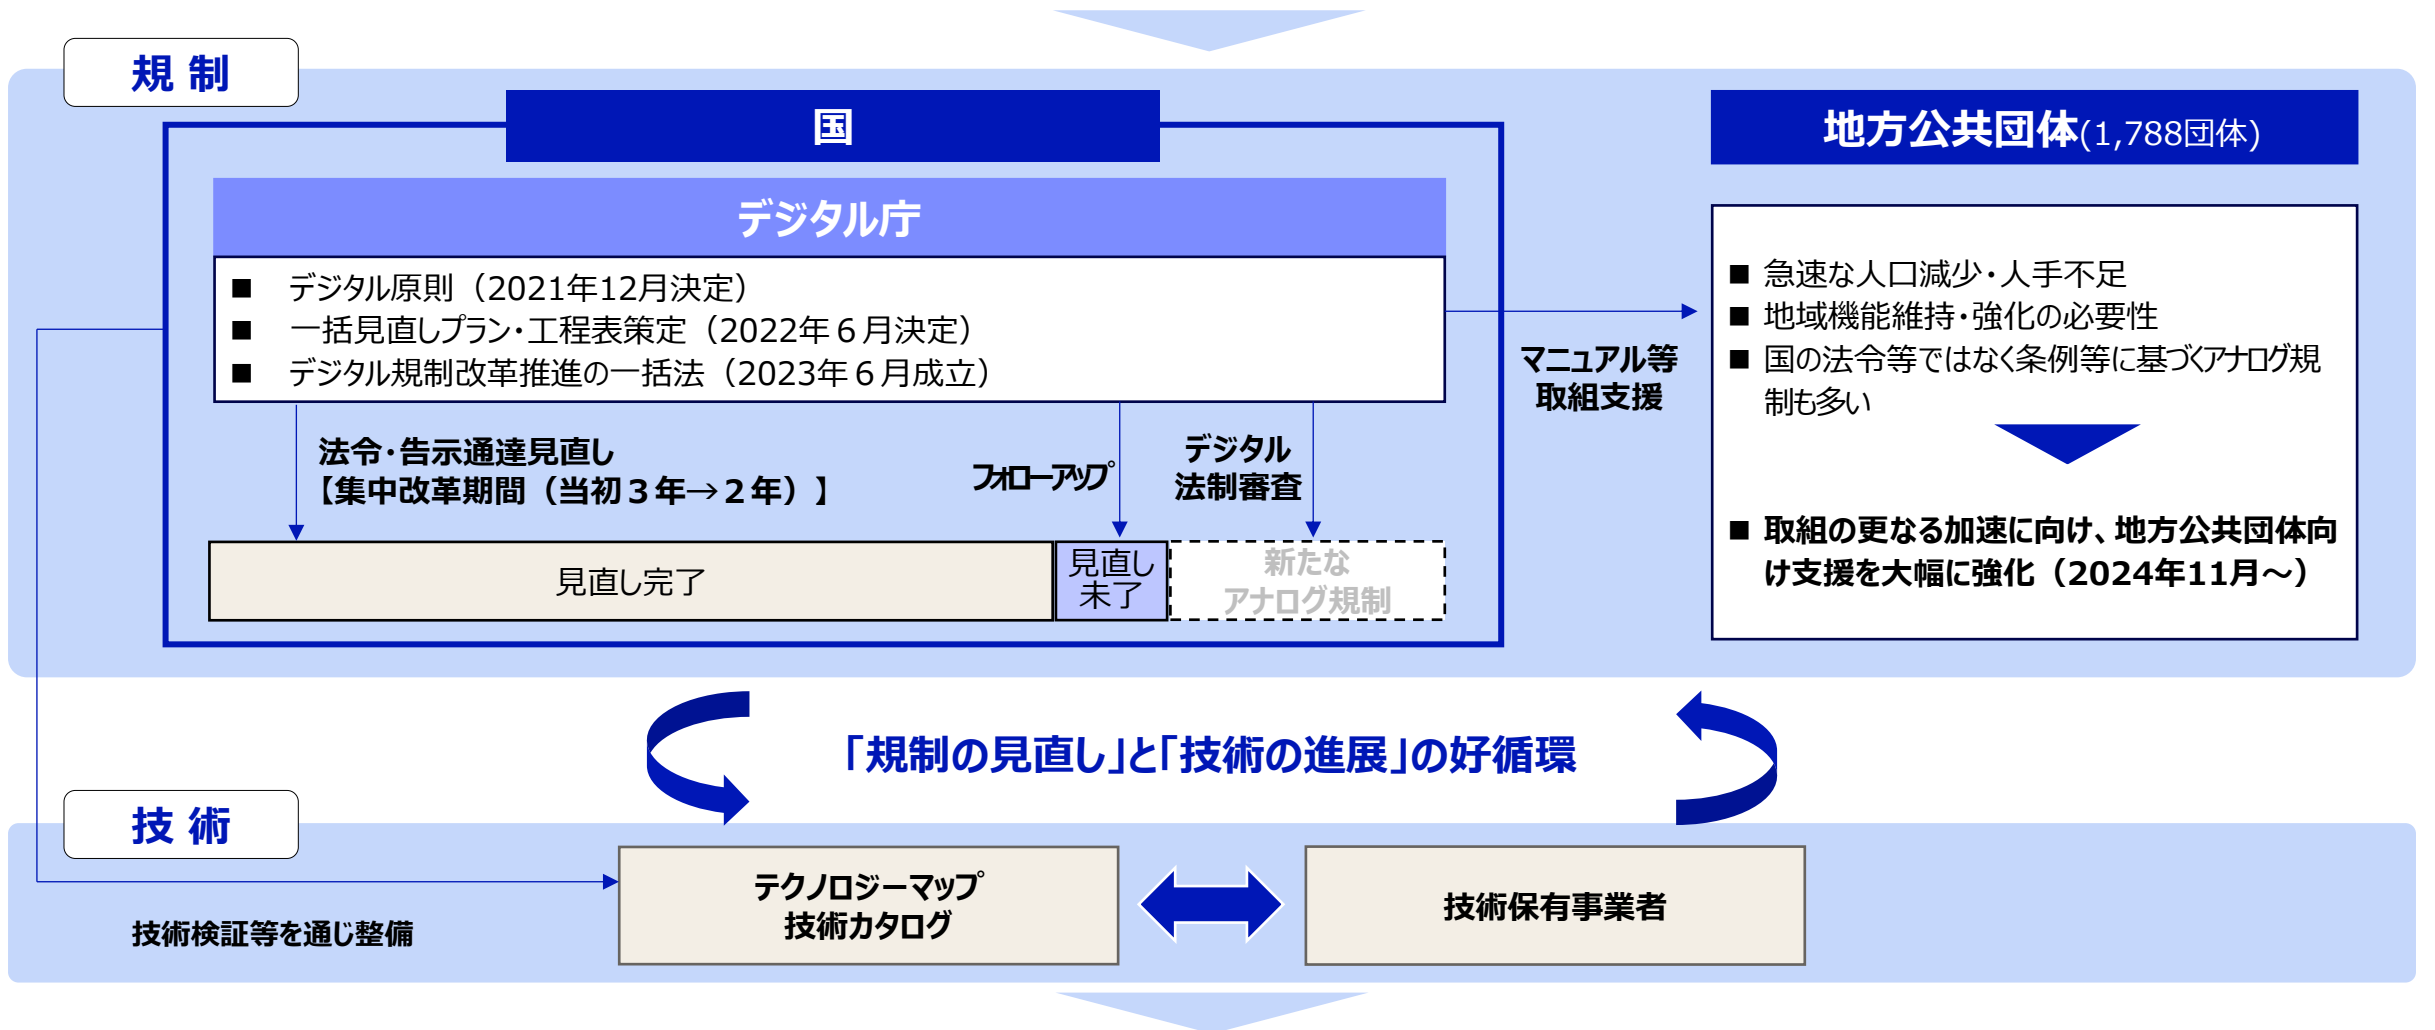 規 制
国
デジタル庁
■ デジタル原則（2021年12月決定）
■ 一括見直しプラン・工程表策定（2022年６月決定）
■ デジタル規制改革推進の一括法（2023年６月成立）
法令・告示通達見直し
【集中改革期間（当初３年→２年）】
フォローアップ
デジタル
法制審査
見直し完了
見直し
未了
新たな
アナログ規制
マニュアル等
取組支援
地方公共団体(1,788団体)
■ 急速な人口減少・人手不足
■ 地域機能維持・強化の必要性
■ 国の法令等ではなく条例等に基づくアナログ規
制も多い
■ 取組の更なる加速に向け、地方公共団体向
け支援を大幅に強化（2024年11月～）
「規制の見直し」と「技術の進展」の好循環
技 術
技術検証等を通じ整備
テクノロジーマップ
技術カタログ
技術保有事業者